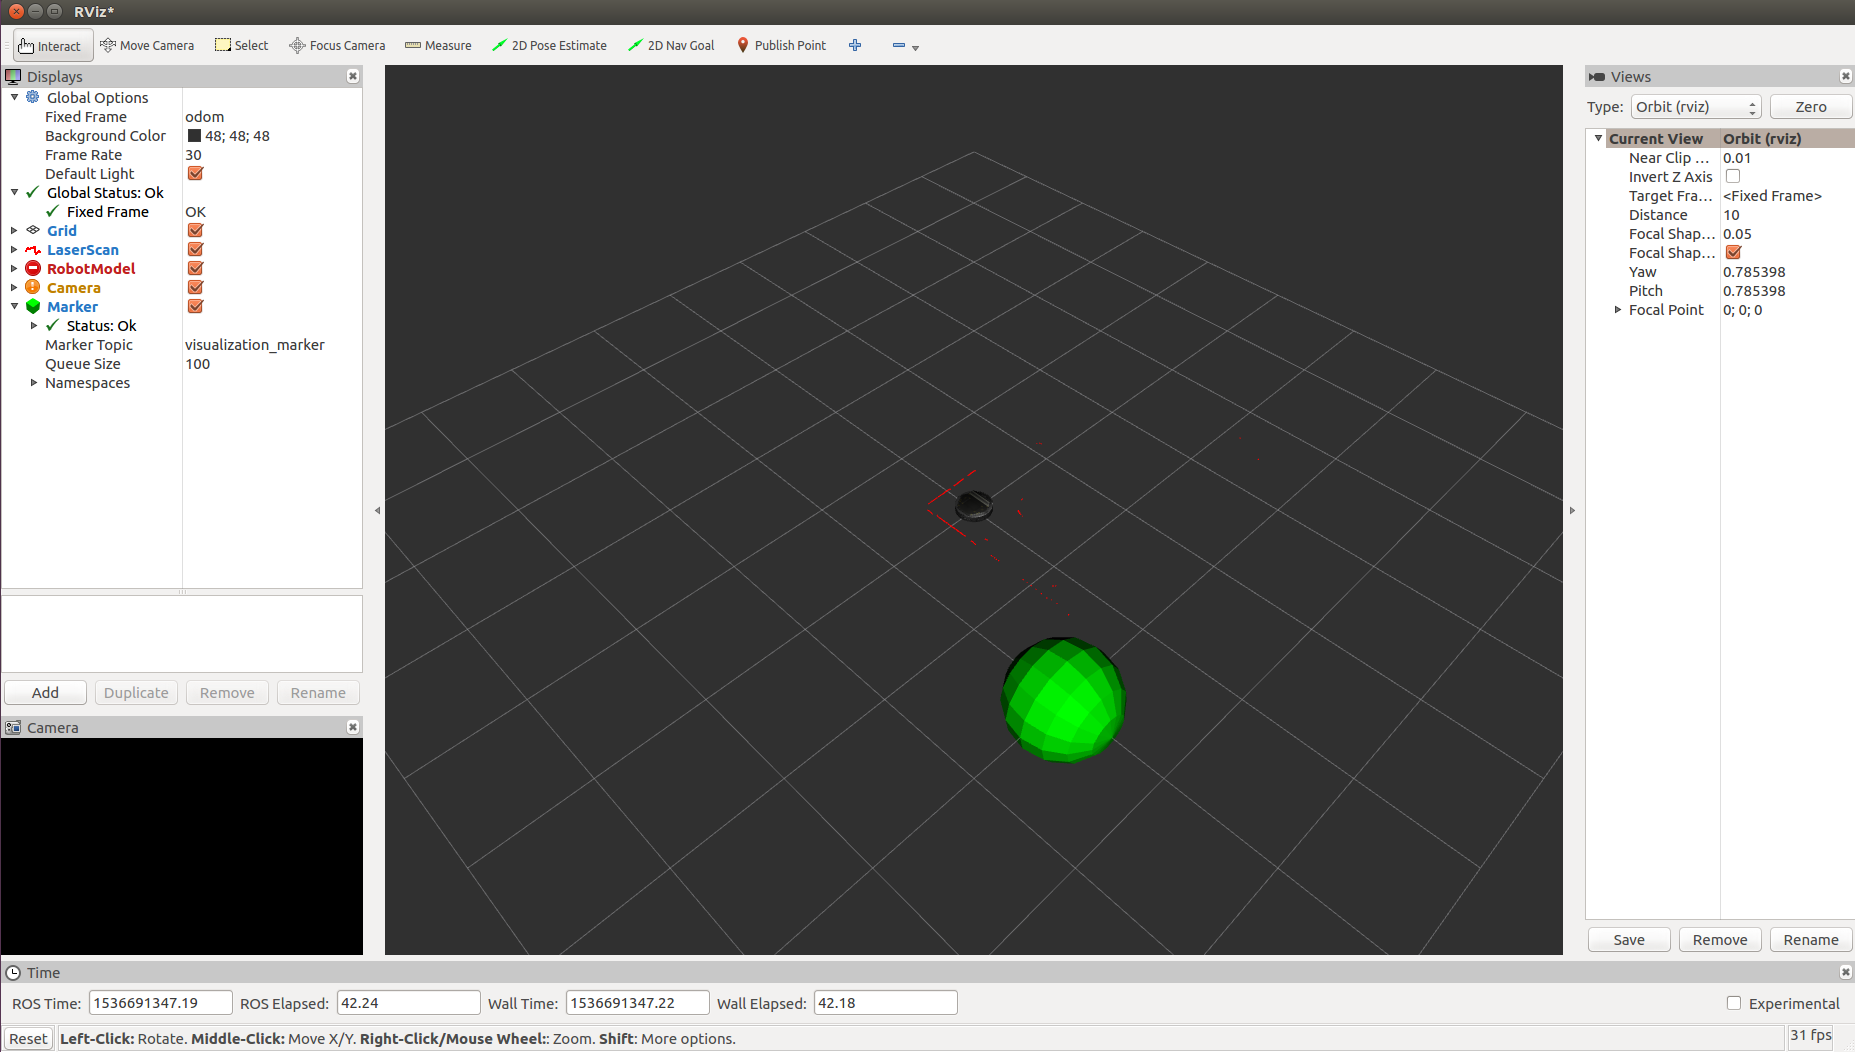 RViz*
Interact Move Camera Select Focus Camera Measure 2D Pose Estimate 2D Nav Goal Publish Point
Displays
Global Options
Fixed Frame odom
Background Color 48; 48; 48
Frame Rate 30
Default Light
Global Status: Ok
Fixed Frame OK
Grid
LaserScan
RobotModel
Camera
Marker
Status: Ok
Marker Topic visualization_marker
Queue Size 100
Namespaces
Add Duplicate Remove Rename
Camera
Views
Type: Orbit (rviz) Zero
Current View Orbit (rviz)
Near Clip ... 0.01
Invert Z Axis
Target Fra... <Fixed Frame>
Distance 10
Focal Shap... 0.05
Focal Shap...
Yaw 0.785398
Pitch 0.785398
Focal Point 0; 0; 0
Save Remove Rename
Time
ROS Time: 1536691347.19 ROS Elapsed: 42.24 Wall Time: 1536691347.22 Wall Elapsed: 42.18 Experimental
Reset Left-Click: Rotate. Middle-Click: Move X/Y. Right-Click/Mouse Wheel:: Zoom. Shift: More options. 31 fps